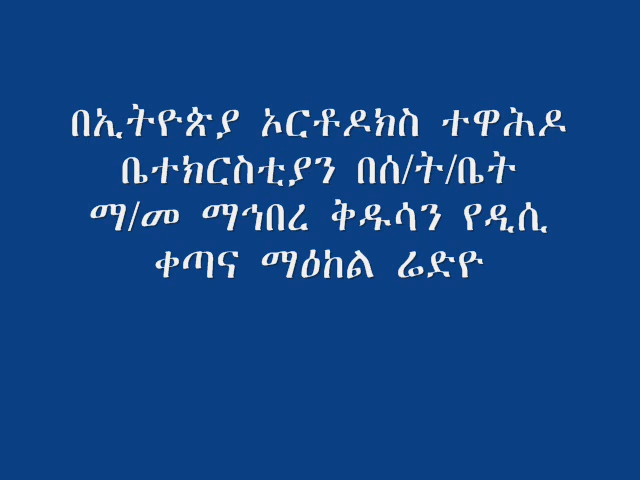 በኢትዮጵያ ኦርቶዶክስ ተዋሕዶ
ቤተክርስቲያን በሰ/ት/ቤት
ማ/መ ማኅበረ ቅዱሳን የዲሲ
ቀጣና ማዕከል ሬድዮ